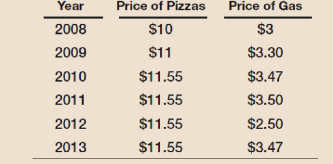 Year Price of Pizzas Price of Gas
2008 $10 $3
2009 $11 $3.30
2010 $11.55 $3.47
2011 $11.55 $3.50
2012 $11.55 $2.50
2013 $11.55 $3.47